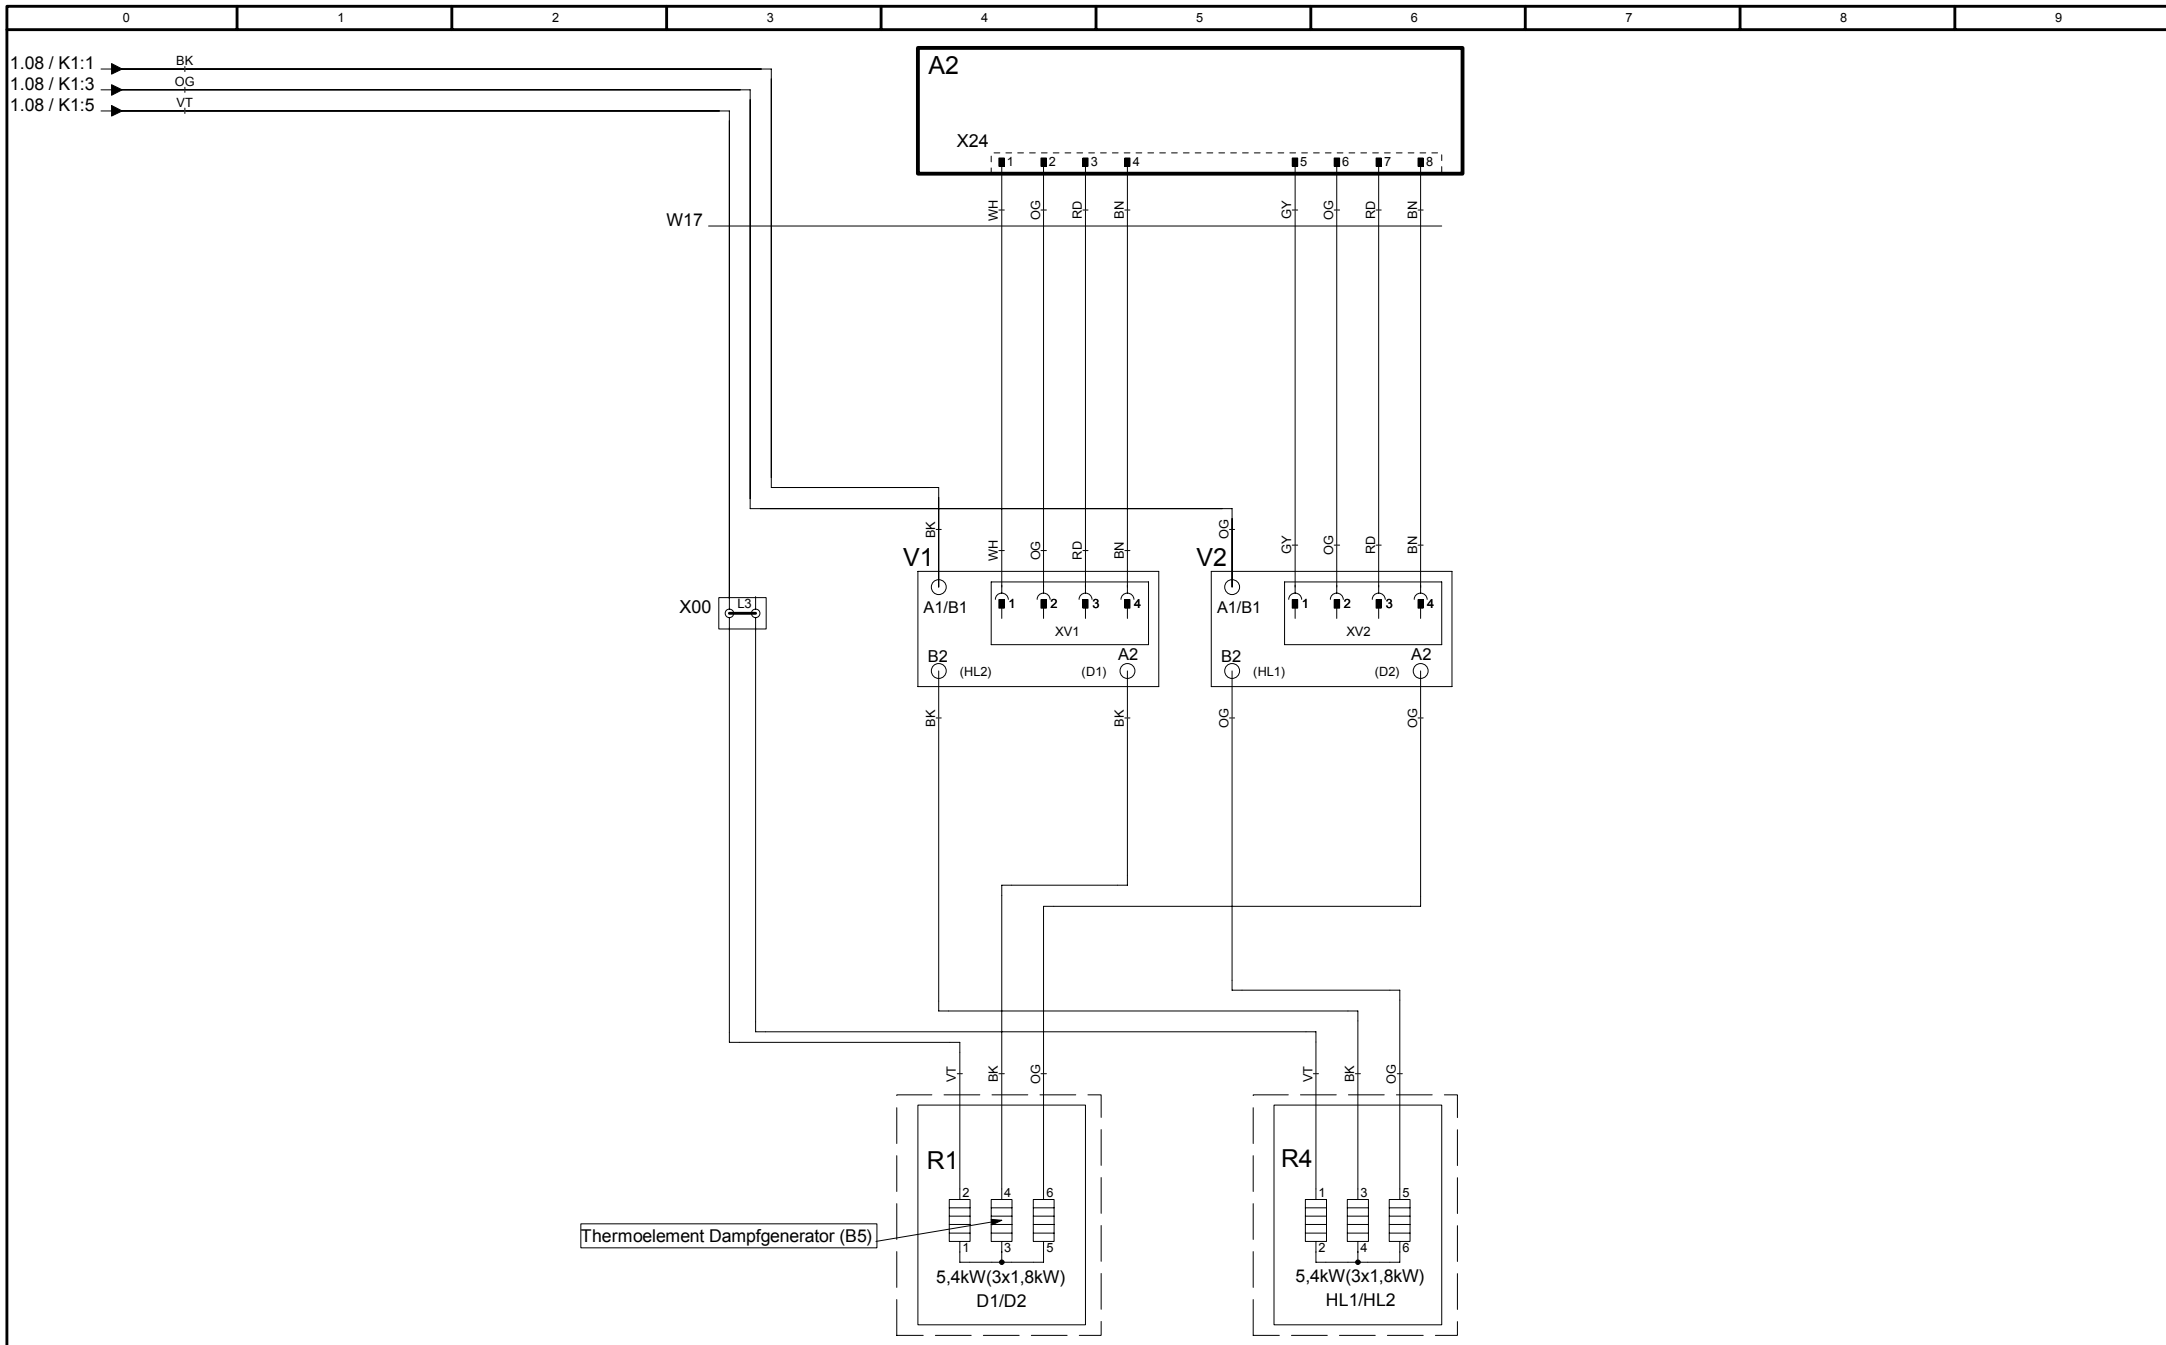 0 1 2 3 4 5 6 7 8 9
1.08 / K1:1 BK
1.08 / K1:3 OG
1.08 / K1:5 VT
A2
X24
1 2 3 4 5 6 7 8
WH OG RD BN GY OG RD BN
W17
BK OG
WH OG RD BN GY OG RD BN
V1 V2
X00 L3
A1/B1 1 2 3 4 A1/B1 1 2 3 4
XV1 XV2
B2 (HL2) (D1) A2 B2 (HL1) (D2) A2
BK BK OG OG
VT BK OG VT BK OG
R1 R4
2 4 6 1 3 5
Thermoelement Dampfgenerator (B5)
1 3 5 2 4 6
5,4kW(3x1,8kW) 5,4kW(3x1,8kW)
D1/D2 HL1/HL2